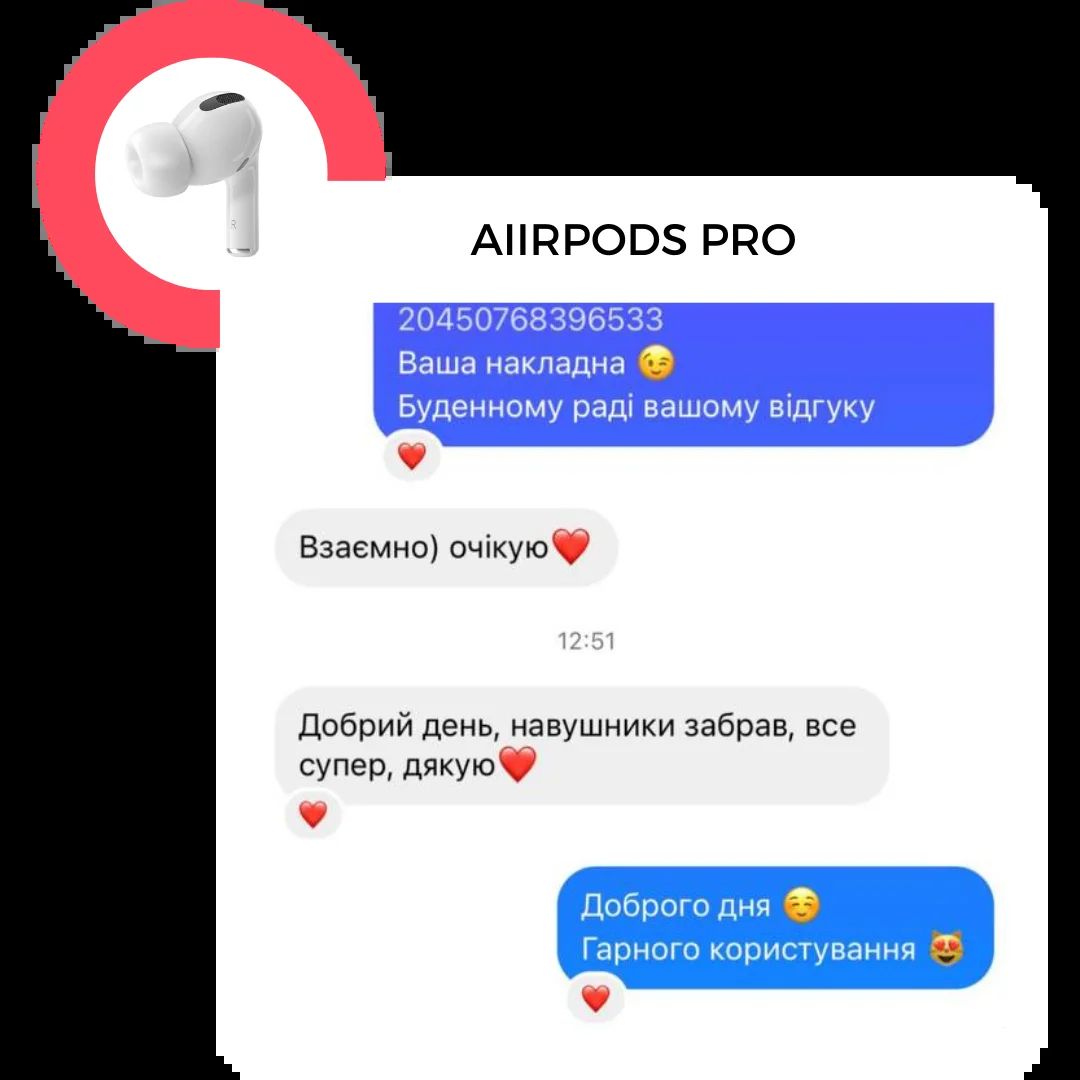 R
AIIRPODS PRO
20450768396533
Ваша накладна 😉
Буденному раді вашому відгуку
Взаємно) очікую❤️
12:51
Добрий день, навушники забрав, все
супер, дякую❤️
Доброго дня ☺️
Гарного користування 😻